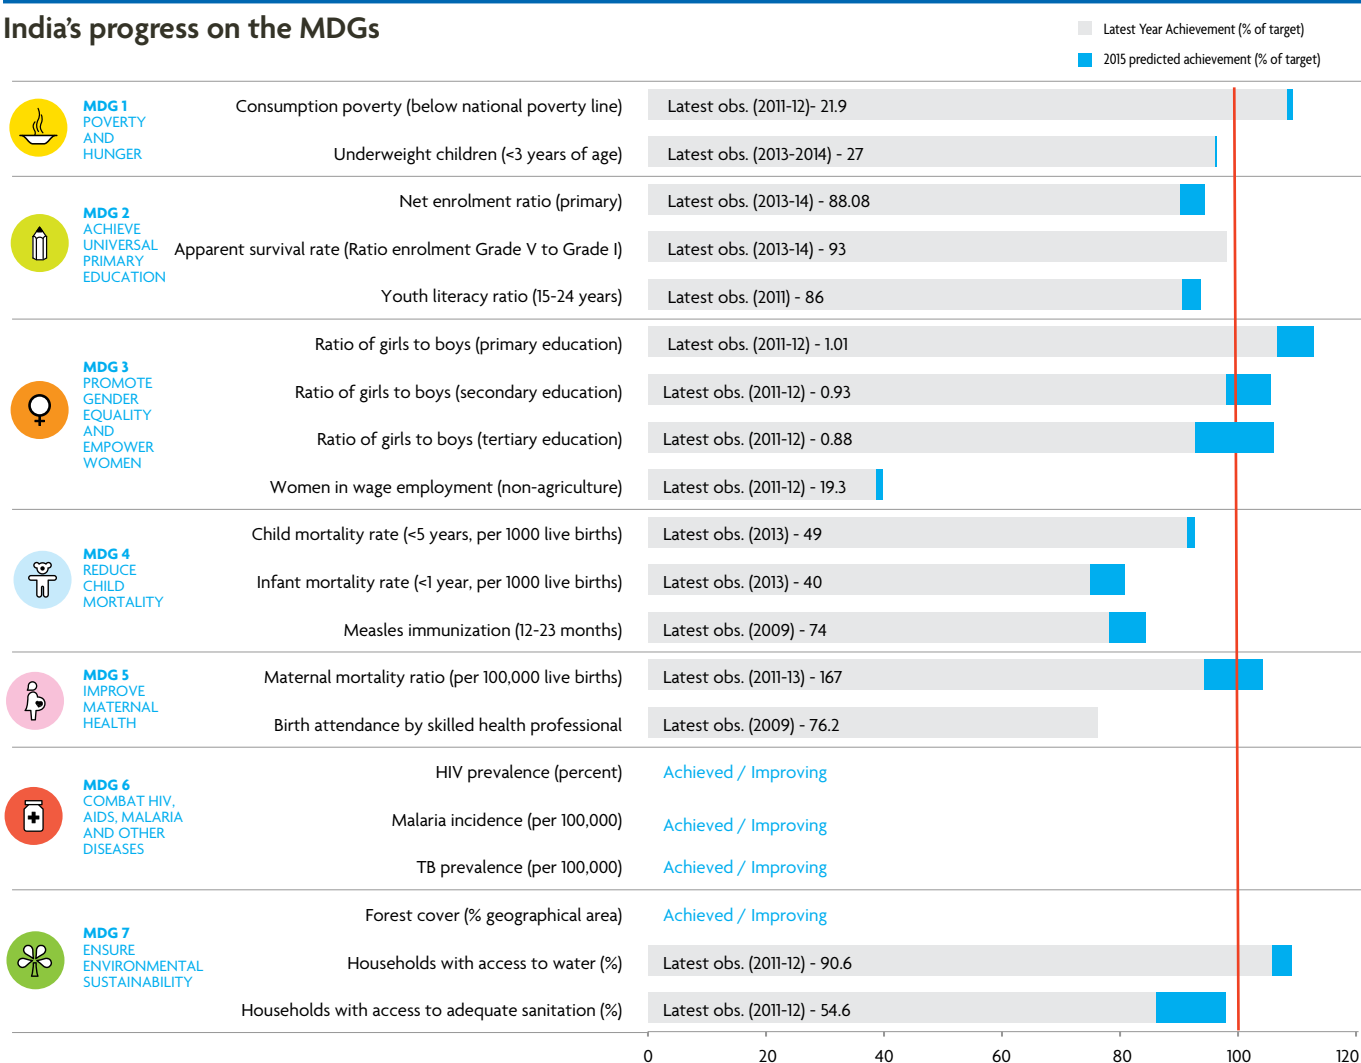 India's progress on the MDGs
Latest Year Achievement (% of target)
2015 predicted achievement (% of target)
MDG 1
POVERTY
AND
HUNGER
Consumption poverty (below national poverty line)
Latest obs. (2011-12)- 21.9
Underweight children (<3 years of age)
Latest obs. (2013-2014) - 27
MDG 2
ACHIEVE
UNIVERSAL
PRIMARY
EDUCATION
Net enrolment ratio (primary)
Latest obs. (2013-14) - 88.08
Apparent survival rate (Ratio enrolment Grade V to Grade I)
Latest obs. (2013-14) - 93
Youth literacy ratio (15-24 years)
Latest obs. (2011) - 86
MDG 3
PROMOTE
GENDER
EQUALITY
AND
EMPOWER
WOMEN
Ratio of girls to boys (primary education)
Latest obs. (2011-12) - 1.01
Ratio of girls to boys (secondary education)
Latest obs. (2011-12) - 0.93
Ratio of girls to boys (tertiary education)
Latest obs. (2011-12) - 0.88
Women in wage employment (non-agriculture)
Latest obs. (2011-12) - 19.3
MDG 4
REDUCE
CHILD
MORTALITY
Child mortality rate (<5 years, per 1000 live births)
Latest obs. (2013) - 49
Infant mortality rate (<1 year, per 1000 live births)
Latest obs. (2013) - 40
Measles immunization (12-23 months)
Latest obs. (2009) - 74
MDG 5
IMPROVE
MATERNAL
HEALTH
Maternal mortality ratio (per 100,000 live births)
Latest obs. (2011-13) - 167
Birth attendance by skilled health professional
Latest obs. (2009) - 76.2
MDG 6
COMBAT HIV,
AIDS, MALARIA
AND OTHER
DISEASES
HIV prevalence (percent)
Achieved / Improving
Malaria incidence (per 100,000)
Achieved / Improving
TB prevalence (per 100,000)
Achieved / Improving
MDG 7
ENSURE
ENVIRONMENTAL
SUSTAINABILITY
Forest cover (% geographical area)
Achieved / Improving
Households with access to water (%)
Latest obs. (2011-12) - 90.6
Households with access to adequate sanitation (%)
Latest obs. (2011-12) - 54.6
0 20 40 60 80 100 120